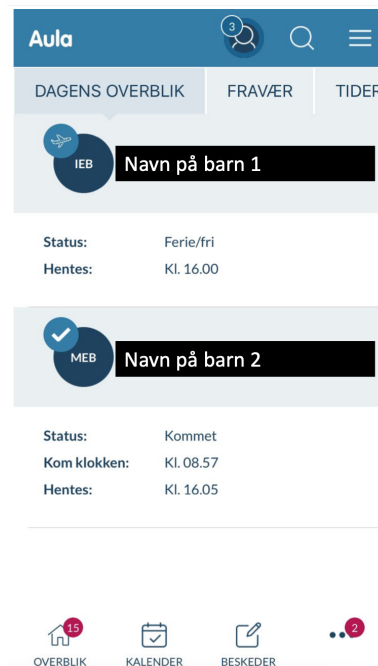 Aula
3
DAGENS OVERBLIK FRAVÆR TIDER
IEB Navn på barn 1
Status: Ferie/fri
Hentes: Kl. 16.00
MEB Navn på barn 2
Status: Kommet
Kom klokken: Kl. 08.57
Hentes: Kl. 16.05
15 2
OVERBLIK KALENDER BESKEDER